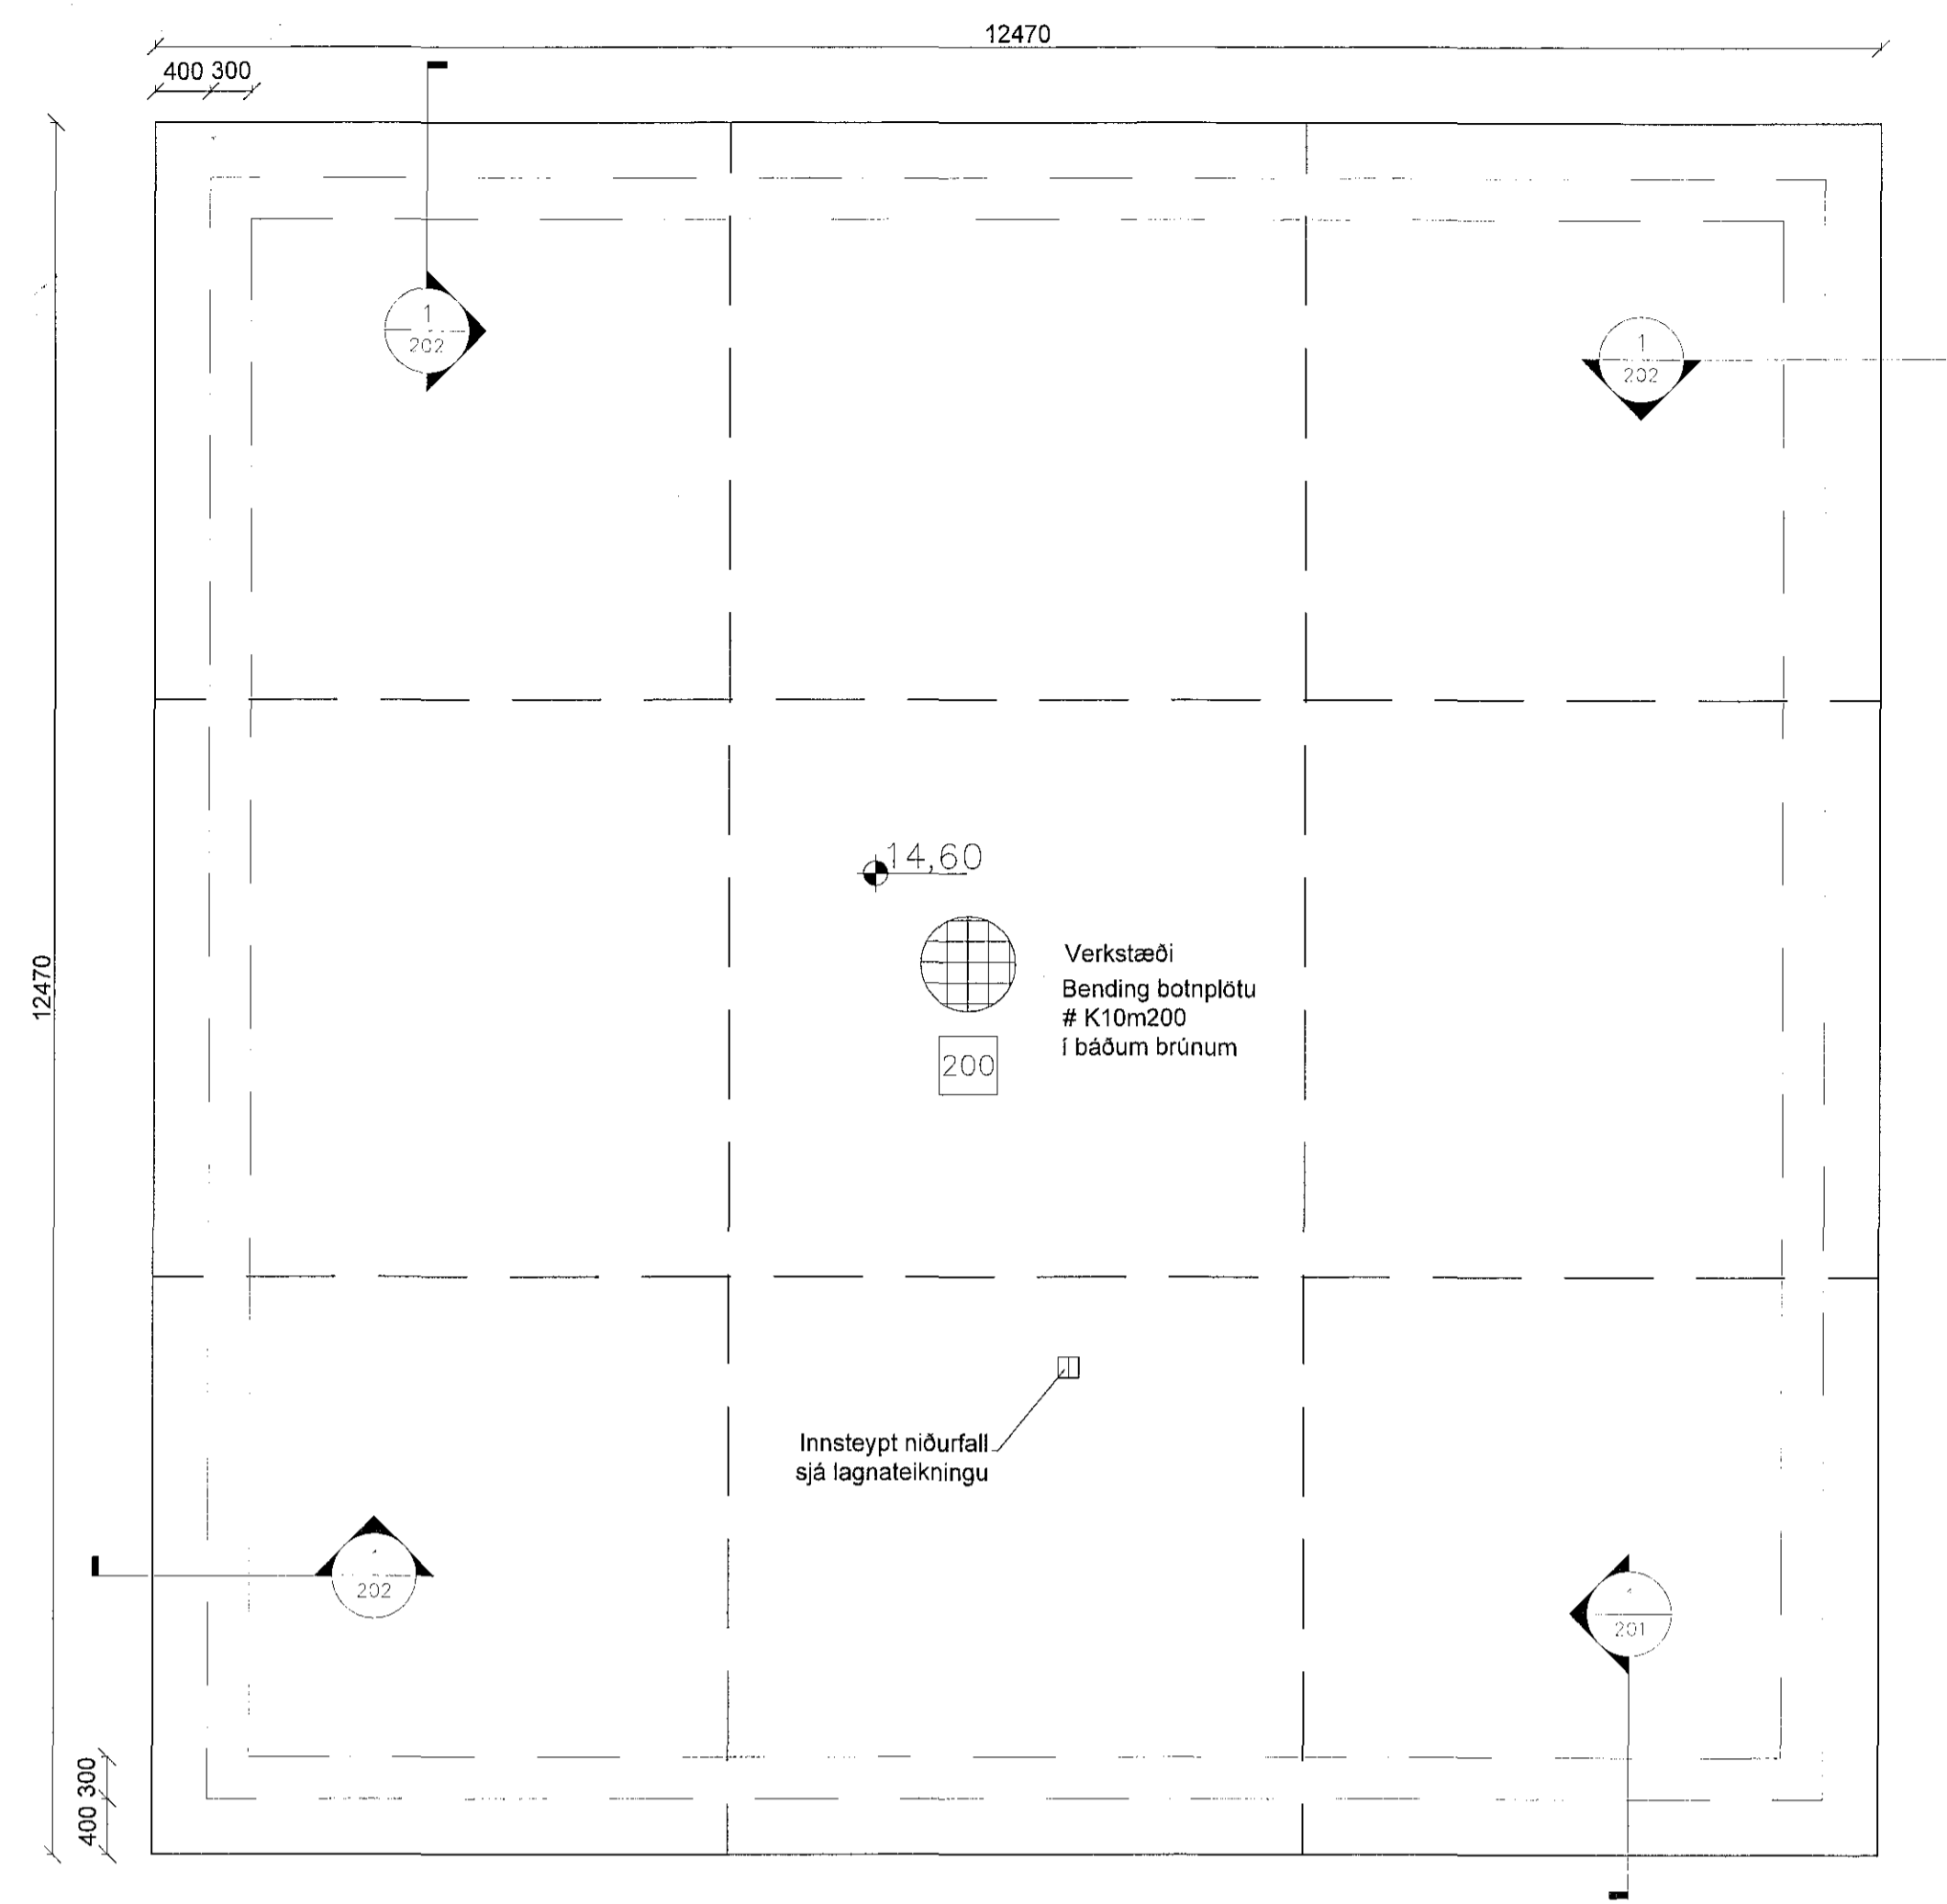 12470
400 300
1
202
1
202
14,60
Verkstæði
Bending botnplötu
# K10m200
í báðum brúnum
200
12470
Innsteypt niðurfall
sjá lagnateikningu
202
1
201
400 300